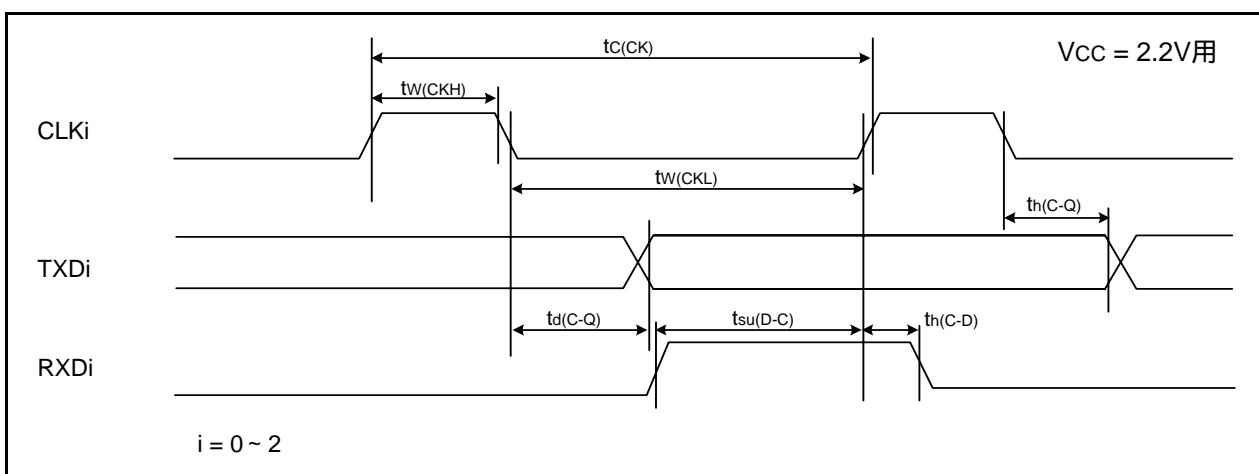 tC(CK)
VCC = 2.2V用
tW(CKH)
CLKi
tW(CKL)
th(C-Q)
TXDi
td(C-Q)
tsu(D-C)
th(C-D)
RXDi
i = 0 ~ 2